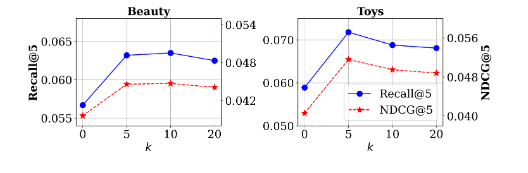 Beauty
Recall@5
0.065
0.060
0.055
0.054
0.048
0.042
0 5 10 20
k
Toys
0.070
0.060
0.050
0.056
0.048
0.040
NDCG@5
Recall@5
NDCG@5
0 5 10 20
k